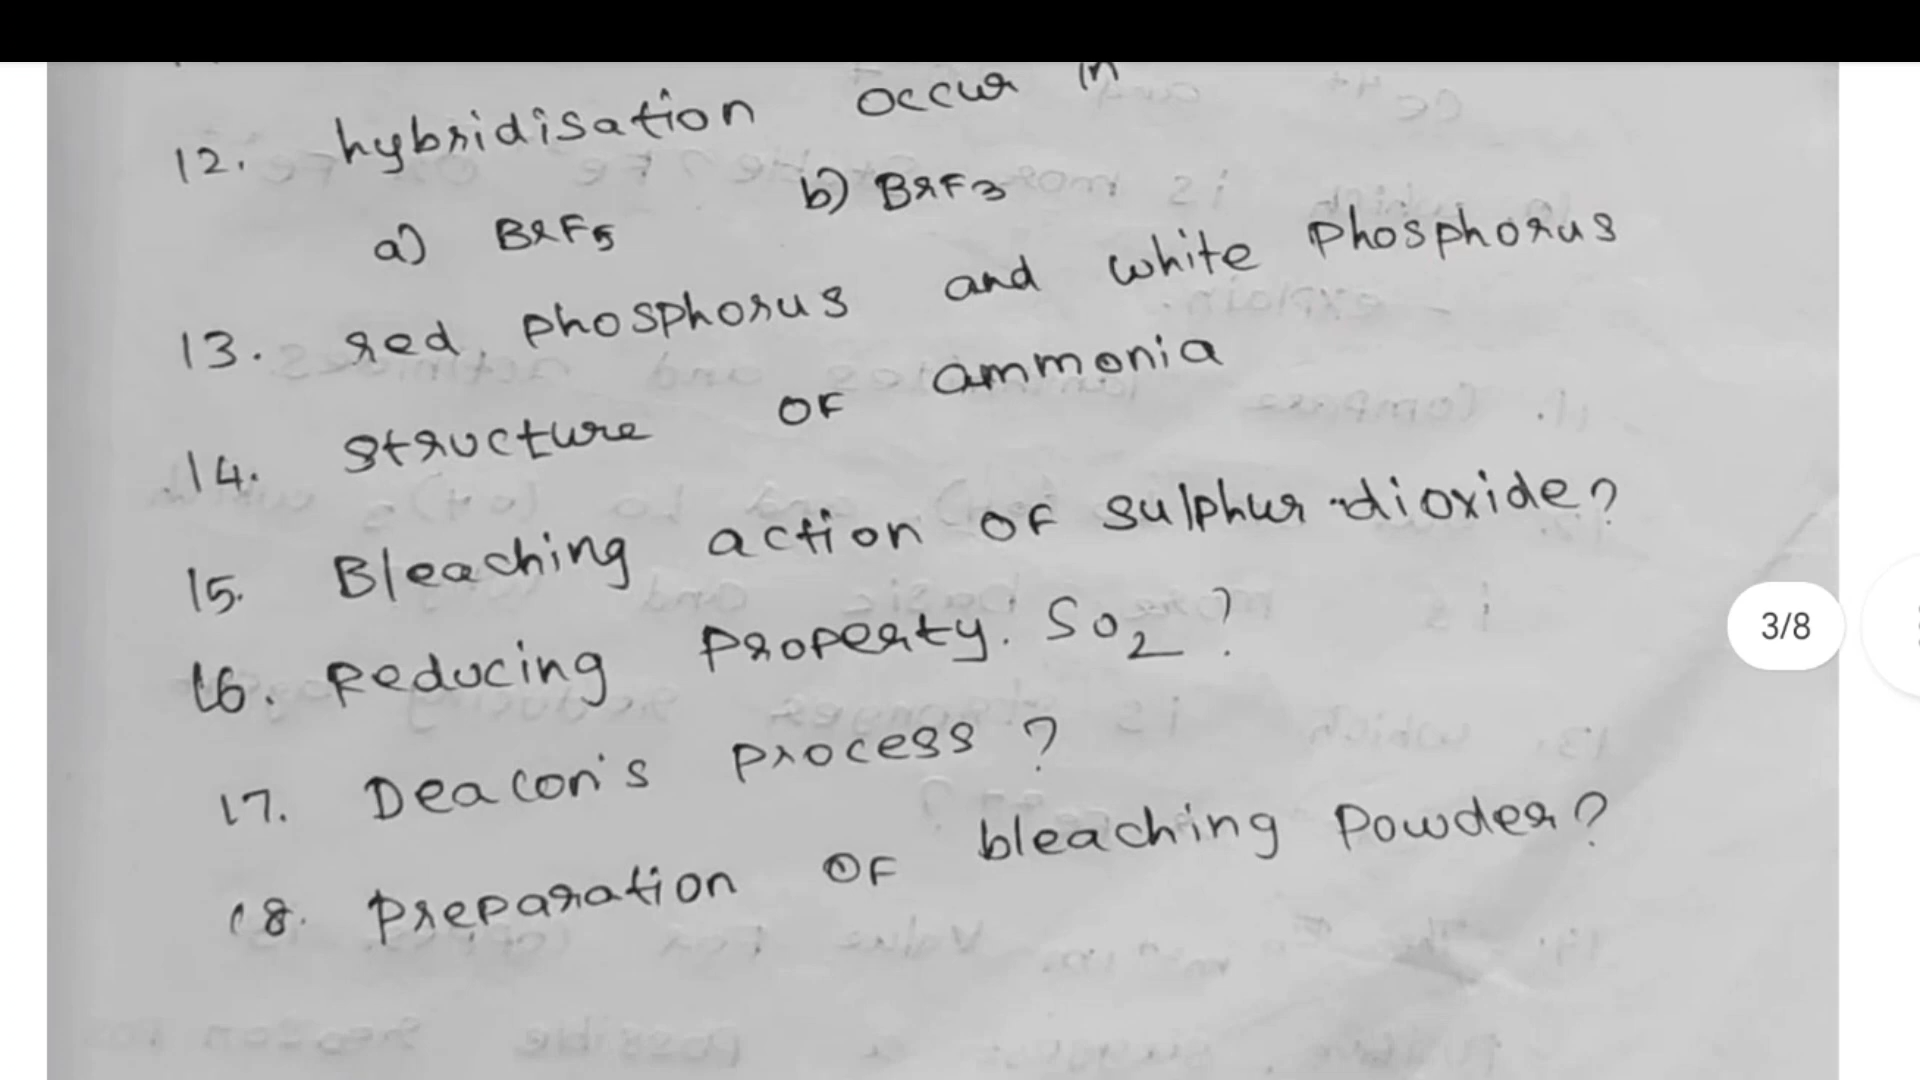 12. hybridisation occur in
a) BrF5 b) BrF3
13. red, phosphorus and white phosphorus
14. structure of ammonia
15. Bleaching action of sulphur dioxide?
16. Reducing property. SO2?
17. Deacon's process?
18. preparation of bleaching powder?
3/8